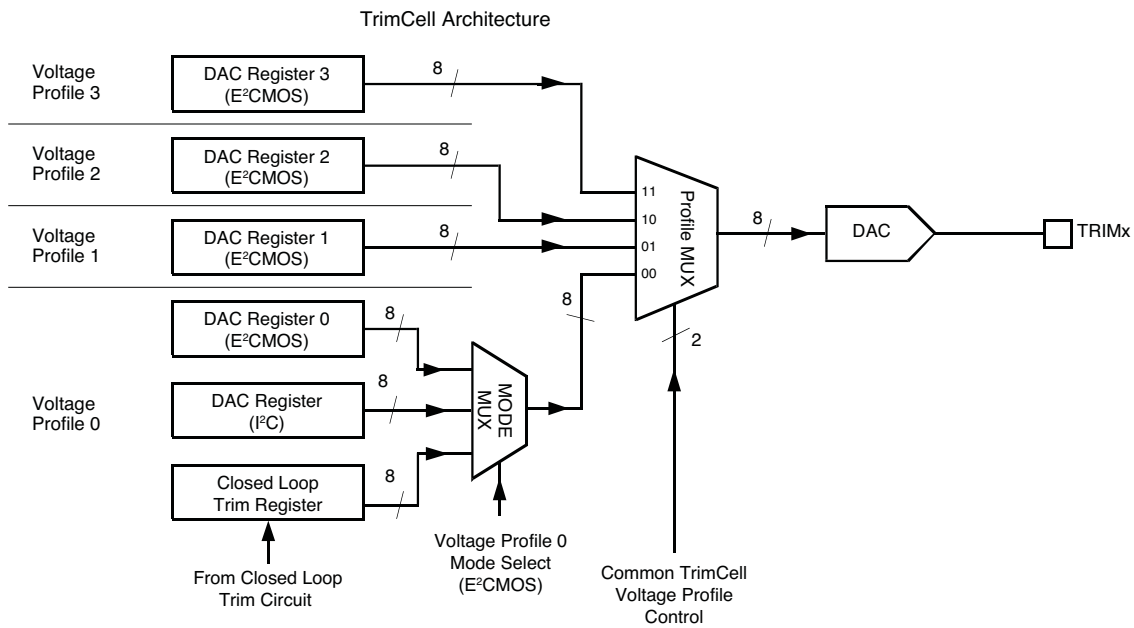 TrimCell Architecture
Voltage
Profile 3
DAC Register 3
(E²CMOS)
8
Voltage
Profile 2
DAC Register 2
(E²CMOS)
8
Voltage
Profile 1
DAC Register 1
(E²CMOS)
8
11
10
01
00
Profile MUX
2
8
DAC
TRIMx
Voltage
Profile 0
DAC Register 0
(E²CMOS)
8
DAC Register
(I²C)
8
Closed Loop
Trim Register
8
MODE
MUX
8
From Closed Loop
Trim Circuit
Voltage Profile 0
Mode Select
(E²CMOS)
Common TrimCell
Voltage Profile
Control